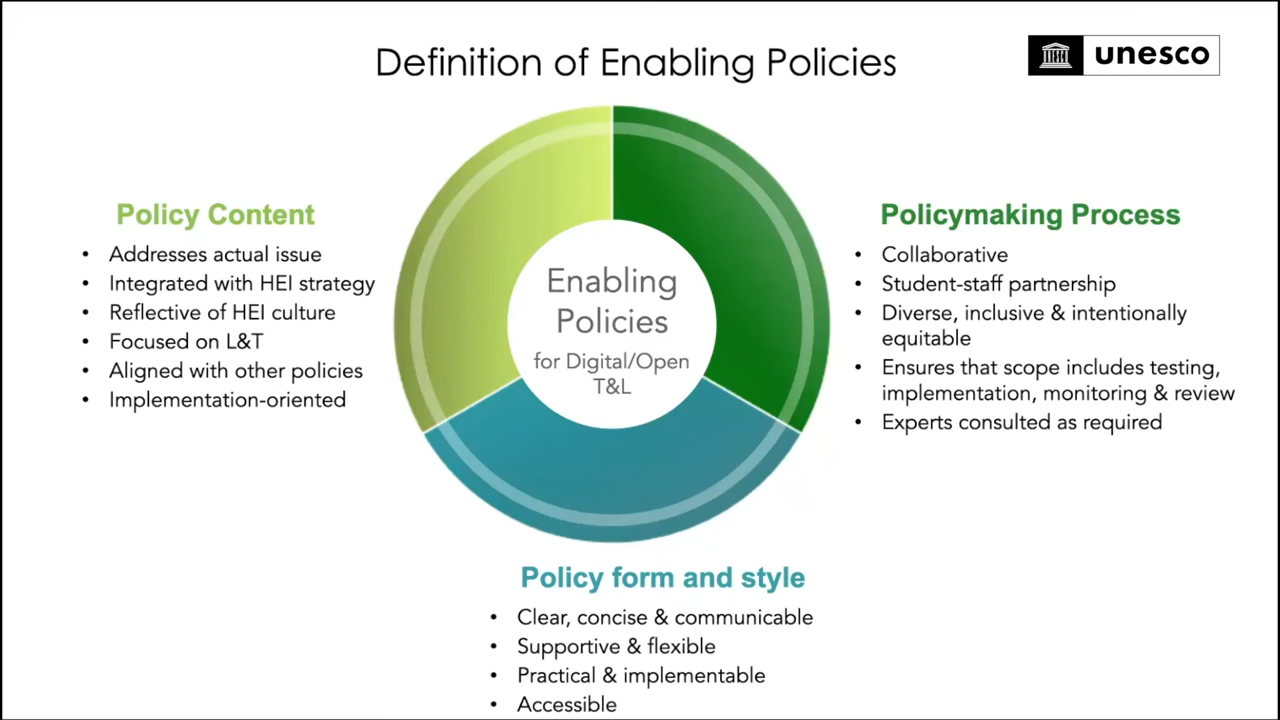 Definition of Enabling Policies
unesco
Policy Content
• Addresses actual issue
• Integrated with HEI strategy
• Reflective of HEI culture
• Focused on L&T
• Aligned with other policies
• Implementation-oriented
Enabling
Policies
for Digital/Open
T&L
Policymaking Process
• Collaborative
• Student-staff partnership
• Diverse, inclusive & intentionally
equitable
• Ensures that scope includes testing,
implementation, monitoring & review
• Experts consulted as required
Policy form and style
• Clear, concise & communicable
• Supportive & flexible
• Practical & implementable
• Accessible